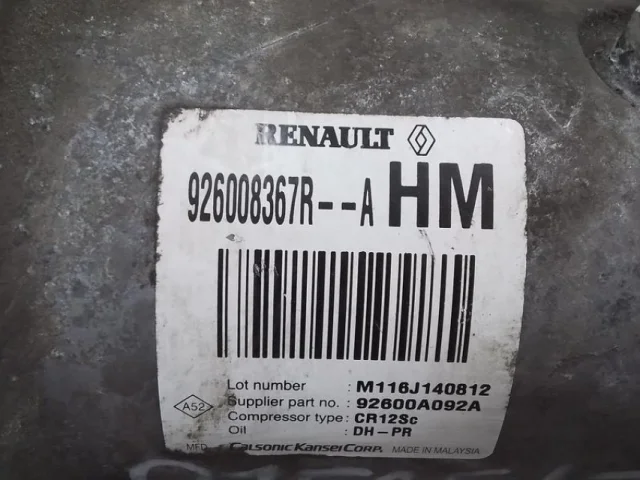 RENAULT
926008367R--A HM
Lot number : M116J140812
Supplier part no. : 92600A092A
Compressor type: CR12Sc
Oil : DH-PR
A52
MFD. Calsonic Kansei Corp. MADE IN MALAYSIA